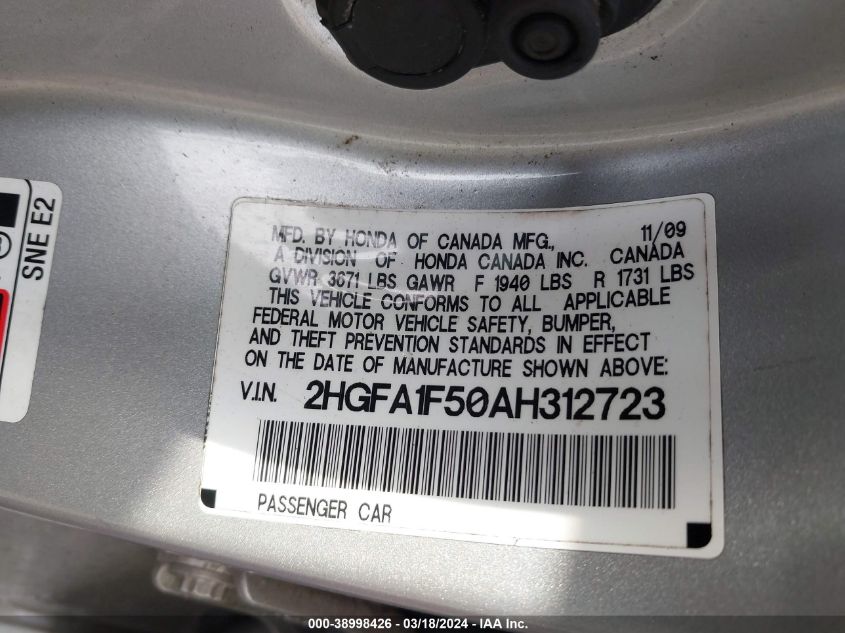 SNE E2
MFD. BY HONDA OF CANADA MFG., 11/09
A DIVISION OF HONDA CANADA INC. CANADA
GVWR 3671 LBS GAWR F 1940 LBS R 1731 LBS
THIS VEHICLE CONFORMS TO ALL APPLICABLE
FEDERAL MOTOR VEHICLE SAFETY, BUMPER,
AND THEFT PREVENTION STANDARDS IN EFFECT
ON THE DATE OF MANUFACTURE SHOWN ABOVE:
V.I.N. 2HGFA1F50AH312723
PASSENGER CAR
000-38998426 - 03/18/2024 - IAA Inc.